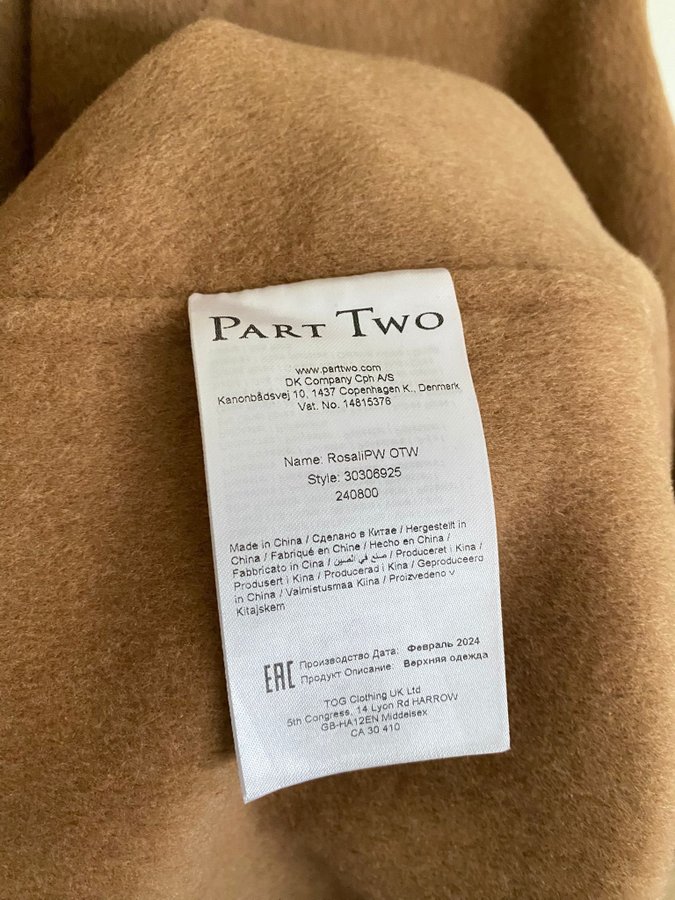 PART TWO
www.parttwo.com
DK Company Cph A/S
Kanonbådsvej 10, 1437 Copenhagen K., Denmark
Vat. No. 14815376
Name: RosaliPW OTW
Style: 30306925
240800
Made in China / Сделано в Китае / Hergestellt in
China / Fabriqué en Chine / Hecho en China /
Fabbricato in Cina / صنع في الصين / Produceret i Kina /
Produsert i Kina / Producerad i Kina / Geproduceerd
in China / Valmistusmaa Kiina / Proizvedeno v
Kitajskem
EAC Производство Дата: Февраль 2024
Продукт Описание: Верхняя одежда
TOG Clothing UK Ltd
5th Congress, 14 Lyon Rd HARROW
GB-HA12EN Middelsex
CA 30 410